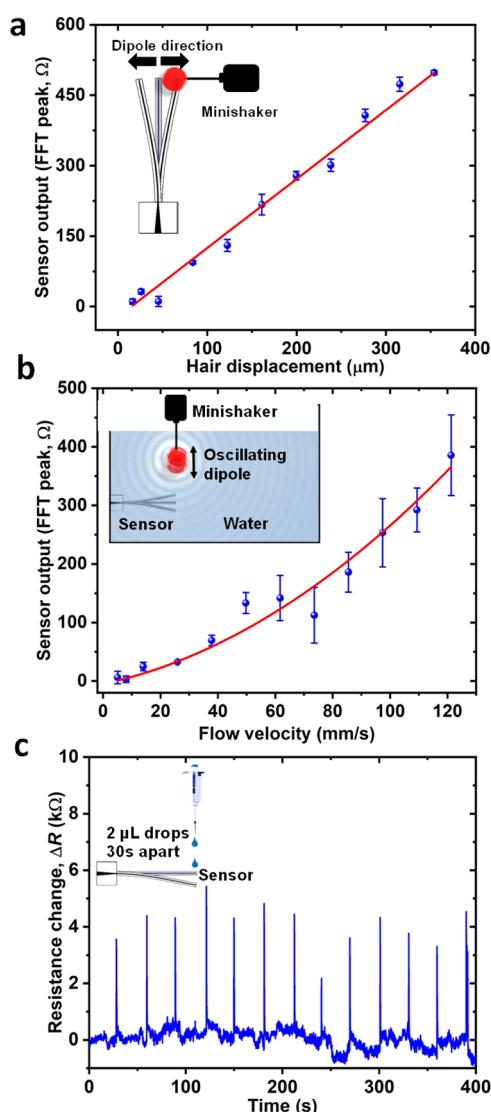 a
Sensor output (FFT peak, Ω)
600
450
300
150
0
Dipole direction
Minishaker
0 100 200 300 400
Hair displacement (μm)
b
Sensor output (FFT peak, Ω)
500
400
300
200
100
0
Minishaker
Oscillating
dipole
Sensor
Water
0 20 40 60 80 100 120
Flow velocity (mm/s)
c
Resistance change, ΔR (kΩ)
10
8
6
4
2
0
2 μL drops
30s apart
Sensor
0 100 200 300 400
Time (s)